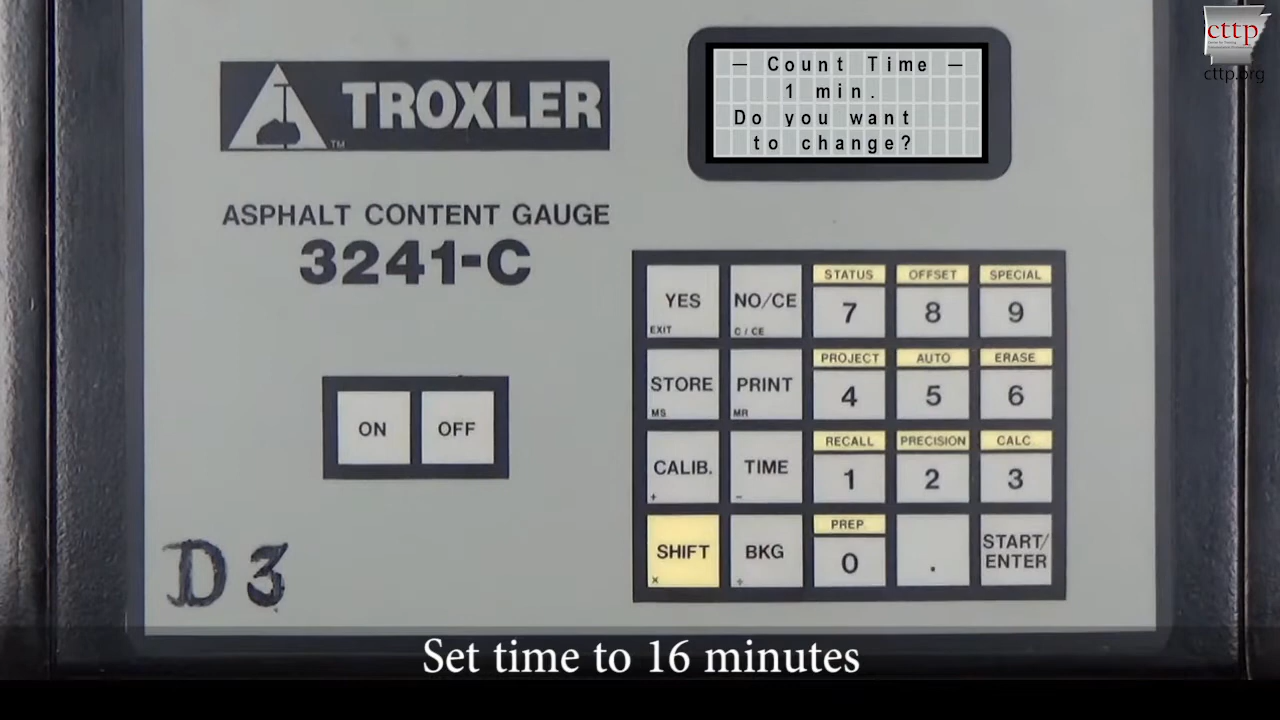 cttp
cttp.org
TROXLER
TM
ASPHALT CONTENT GAUGE
3241-C
— Count Time —
1 min.
Do you want
to change?
YES
EXIT
NO/CE
C / CE
STATUS
7
OFFSET
8
SPECIAL
9
STORE
MS
PRINT
MR
PROJECT
4
AUTO
5
ERASE
6
CALIB.
+
TIME
-
RECALL
1
PRECISION
2
CALC
3
SHIFT
×
BKG
÷
PREP
0
.
START/
ENTER
ON
OFF
D3
Set time to 16 minutes